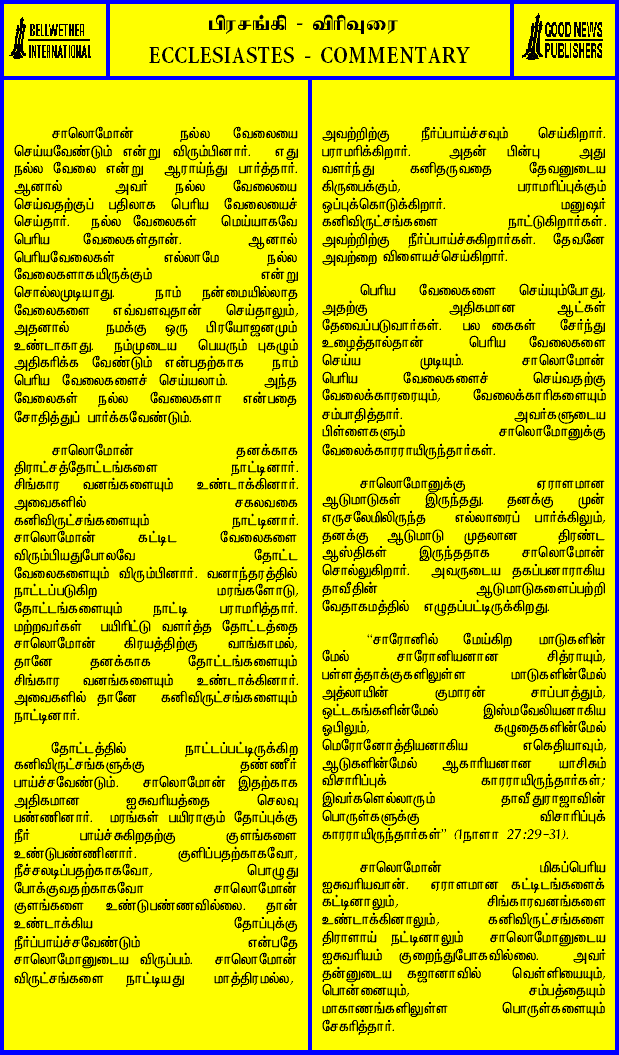 BELLWETHER
INTERNATIONAL
பிரசங்கி - விரிவுரை
ECCLESIASTES - COMMENTARY
GOOD NEWS
PUBLISHERS
சாலொமோன் நல்ல வேலையை
செய்யவேண்டும் என்று விரும்பினார். எது
நல்ல வேலை என்று ஆராய்ந்து பார்த்தார்.
ஆனால் அவர் நல்ல வேலையை
செய்வதற்குப் பதிலாக பெரிய வேலையைச்
செய்தார். நல்ல வேலைகள் மெய்யாகவே
பெரிய வேலைகள்தான். ஆனால்
பெரியவேலைகள் எல்லாமே நல்ல
வேலைகளாகயிருக்கும் என்று
சொல்லமுடியாது. நாம் நன்மையில்லாத
வேலைகளை எவ்வளவுதான் செய்தாலும்,
அதனால் நமக்கு ஒரு பிரயோஜனமும்
உண்டாகாது. நம்முடைய பெயரும் புகழும்
அதிகரிக்க வேண்டும் என்பதற்காக நாம்
பெரிய வேலைகளைச் செய்யலாம். அந்த
வேலைகள் நல்ல வேலைகளா என்பதை
சோதித்துப் பார்க்கவேண்டும்.
சாலொமோன் தனக்காக
திராட்சத்தோட்டங்களை நாட்டினார்.
சிங்கார வனங்களையும் உண்டாக்கினார்.
அவைகளில் சகலவகை
கனிவிருட்சங்களையும் நாட்டினார்.
சாலொமோன் கட்டிட வேலைகளை
விரும்பியதுபோலவே தோட்ட
வேலைகளையும் விரும்பினார். வனாந்தரத்தில்
நாட்டப்படுகிற மரங்களோடு,
தோட்டங்களையும் நாட்டி பராமரித்தார்.
மற்றவர்கள் பயிரிட்டு வளர்த்த தோட்டத்தை
சாலொமோன் கிரயத்திற்கு வாங்காமல்,
தானே தனக்காக தோட்டங்களையும்
சிங்கார வனங்களையும் உண்டாக்கினார்.
அவைகளில் தானே கனிவிருட்சங்களையும்
நாட்டினார்.
தோட்டத்தில் நாட்டப்பட்டிருக்கிற
கனிவிருட்சங்களுக்கு தண்ணீர்
பாய்ச்சவேண்டும். சாலொமோன் இதற்காக
அதிகமான ஐசுவரியத்தை செலவு
பண்ணினார். மரங்கள் பயிராகும் தோப்புக்கு
நீர் பாய்ச்சுகிறதற்கு குளங்களை
உண்டுபண்ணினார். குளிப்பதற்காகவோ,
நீச்சலடிப்பதற்காகவோ, பொழுது
போக்குவதற்காகவோ சாலொமோன்
குளங்களை உண்டுபண்ணவில்லை. தான்
உண்டாக்கிய தோப்புக்கு
நீர்ப்பாய்ச்சவேண்டும் என்பதே
சாலொமோனுடைய விருப்பம். சாலொமோன்
விருட்சங்களை நாட்டியது மாத்திரமல்ல,
அவற்றிற்கு நீர்ப்பாய்ச்சவும் செய்கிறார்.
பராமரிக்கிறார். அதன் பின்பு அது
வளர்ந்து கனிதருவதை தேவனுடைய
கிருபைக்கும், பராமரிப்புக்கும்
ஒப்புக்கொடுக்கிறார். மனுஷர்
கனிவிருட்சங்களை நாட்டுகிறார்கள்.
அவற்றிற்கு நீர்ப்பாய்ச்சுகிறார்கள். தேவனே
அவற்றை விளையச்செய்கிறார்.
பெரிய வேலைகளை செய்யும்போது,
அதற்கு அதிகமான ஆட்கள்
தேவைப்படுவார்கள். பல கைகள் சேர்ந்து
உழைத்தால்தான் பெரிய வேலைகளை
செய்ய முடியும். சாலொமோன்
பெரிய வேலைகளைச் செய்வதற்கு
வேலைக்காரரையும், வேலைக்காரிகளையும்
சம்பாதித்தார். அவர்களுடைய
பிள்ளைகளும் சாலொமோனுக்கு
வேலைக்காரராயிருந்தார்கள்.
சாலொமோனுக்கு ஏராளமான
ஆடுமாடுகள் இருந்தது. தனக்கு முன்
எருசலேமிலிருந்த எல்லாரைப் பார்க்கிலும்,
தனக்கு ஆடுமாடு முதலான திரண்ட
ஆஸ்திகள் இருந்ததாக சாலொமோன்
சொல்லுகிறார். அவருடைய தகப்பனாராகிய
தாவீதின் ஆடுமாடுகளைப்பற்றி
வேதாகமத்தில் எழுதப்பட்டிருக்கிறது.
“சாரோனில் மேய்கிற மாடுகளின்
மேல் சாரோனியனான சித்ராயும்,
பள்ளத்தாக்குகளிலுள்ள மாடுகளின்மேல்
அத்லாயின் குமாரன் சாப்பாத்தும்,
ஒட்டகங்களின்மேல் இஸ்மவேலியனாகிய
ஓபிலும், கழுதைகளின்மேல்
மெரோனோத்தியனாகிய எகெதியாவும்,
ஆடுகளின்மேல் ஆகாரியனான யாசிசும்
விசாரிப்புக் காரராயிருந்தார்கள்;
இவர்களெல்லாரும் தாவீதுராஜாவின்
பொருள்களுக்கு விசாரிப்புக்
காரராயிருந்தார்கள்” (1நாளா 27:29-31).
சாலொமோன் மிகப்பெரிய
ஐசுவரியவான். ஏராளமான கட்டிடங்களைக்
கட்டினாலும், சிங்காரவனங்களை
உண்டாக்கினாலும், கனிவிருட்சங்களை
திரளாய் நட்டினாலும் சாலொமோனுடைய
ஐசுவரியம் குறைந்துபோகவில்லை. அவர்
தன்னுடைய கஜானாவில் வெள்ளியையும்,
பொன்னையும், சம்பத்தையும்
மாகாணங்களிலுள்ள பொருள்களையும்
சேகரித்தார்.